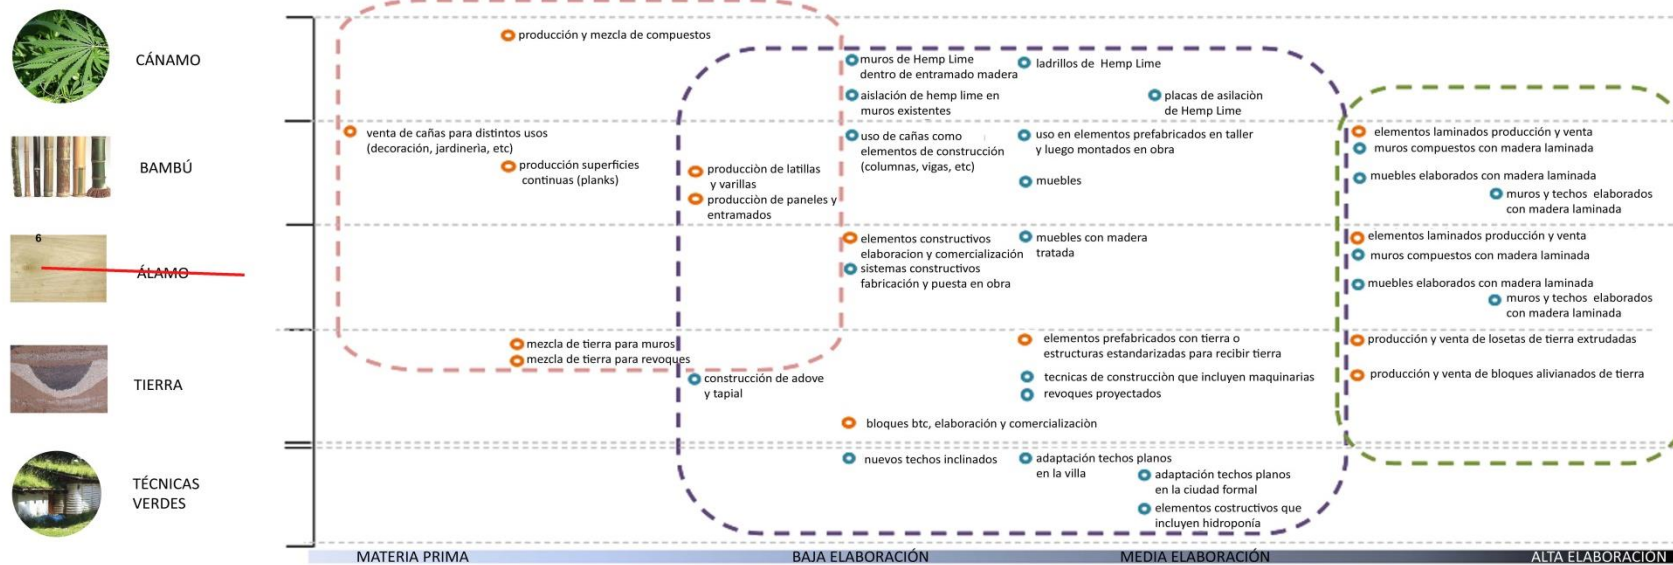 CÁNAMO
producción y mezcla de compuestos
muros de Hemp Lime
dentro de entramado madera
ladrillos de Hemp Lime
aislación de hemp lime en
muros existentes
placas de asilaciòn
de Hemp Lime
BAMBÚ
venta de cañas para distintos usos
(decoración, jardinerìa, etc)
producción superficies
continuas (planks)
producciòn de latillas
y varillas
producciòn de paneles y
entramados
uso de cañas como
elementos de construcción
(columnas, vigas, etc)
uso en elementos prefabricados en taller
y luego montados en obra
muebles
elementos laminados producción y venta
muros compuestos con madera laminada
muebles elaborados con madera laminada
muros y techos elaborados
con madera laminada
6
ÁLAMO
elementos constructivos
elaboracion y comercialización
sistemas constructivos
fabricación y puesta en obra
muebles con madera
tratada
elementos laminados producción y venta
muros compuestos con madera laminada
muebles elaborados con madera laminada
muros y techos elaborados
con madera laminada
TIERRA
mezcla de tierra para muros
mezcla de tierra para revoques
construcción de adove
y tapial
elementos prefabricados con tierra o
estructuras estandarizadas para recibir tierra
tecnicas de construcciòn que incluyen maquinarias
revoques proyectados
bloques btc, elaboración y comercializaciòn
producción y venta de losetas de tierra extrudadas
producción y venta de bloques alivianados de tierra
TÉCNICAS
VERDES
nuevos techos inclinados
adaptación techos planos
en la villa
adaptación techos planos
en la ciudad formal
elementos costructivos que
incluyen hidroponía
MATERIA PRIMA
BAJA ELABORACIÓN
MEDIA ELABORACIÓN
ALTA ELABORACIÓN